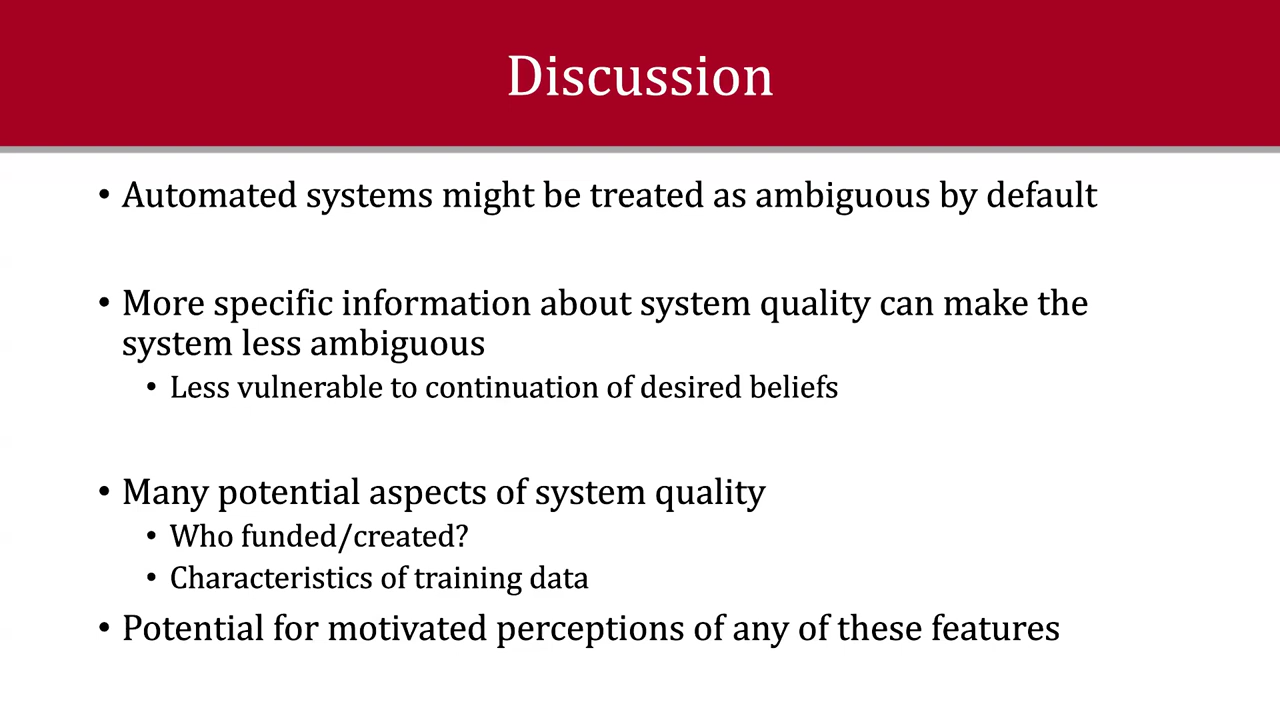 Discussion
• Automated systems might be treated as ambiguous by default
• More specific information about system quality can make the
system less ambiguous
• Less vulnerable to continuation of desired beliefs
• Many potential aspects of system quality
• Who funded/created?
• Characteristics of training data
• Potential for motivated perceptions of any of these features